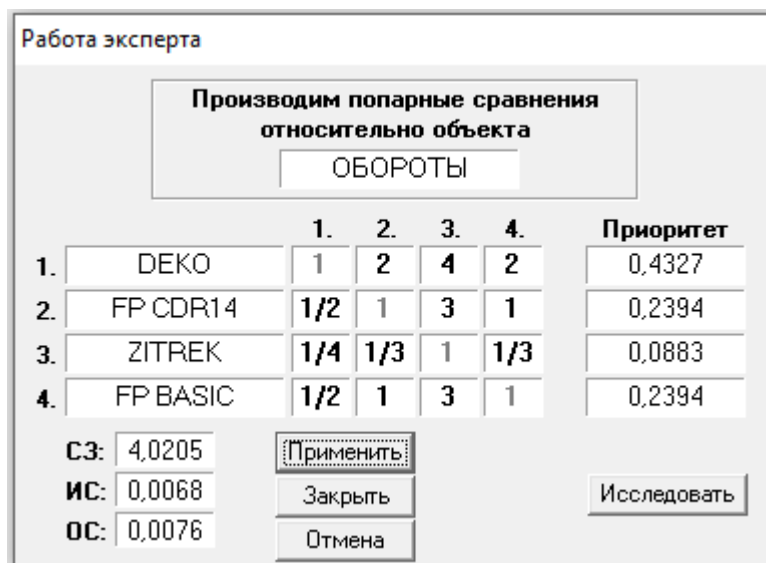 Работа эксперта
Производим попарные сравнения
относительно объекта
ОБОРОТЫ
1. 2. 3. 4. Приоритет
1. DEKO 1 2 4 2 0,4327
2. FP CDR14 1/2 1 3 1 0,2394
3. ZITREK 1/4 1/3 1 1/3 0,0883
4. FP BASIC 1/2 1 3 1 0,2394
СЗ: 4,0205 Применить
ИС: 0,0068 Закрыть Исследовать
ОС: 0,0076 Отмена